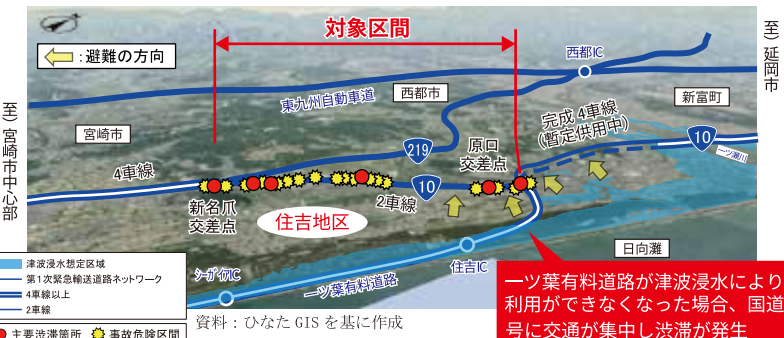 対象区間
：避難の方向
至）延岡市
至）宮崎市中心部
西都IC
東九州自動車道
西都市
新富町
宮崎市
完成4車線
（暫定供用中）
219
10
一ツ瀬川
原口
交差点
4車線
10
2車線
新名爪
交差点
住吉地区
日向灘
住吉IC
シーガイアIC
一ツ葉有料道路
津波浸水想定区域
第1次緊急輸送道路ネットワーク
4車線以上
2車線
主要渋滞箇所
事故危険区間
資料：ひなたGISを基に作成
一ツ葉有料道路が津波浸水により
利用ができなくなった場合、国道
号に交通が集中し渋滞が発生